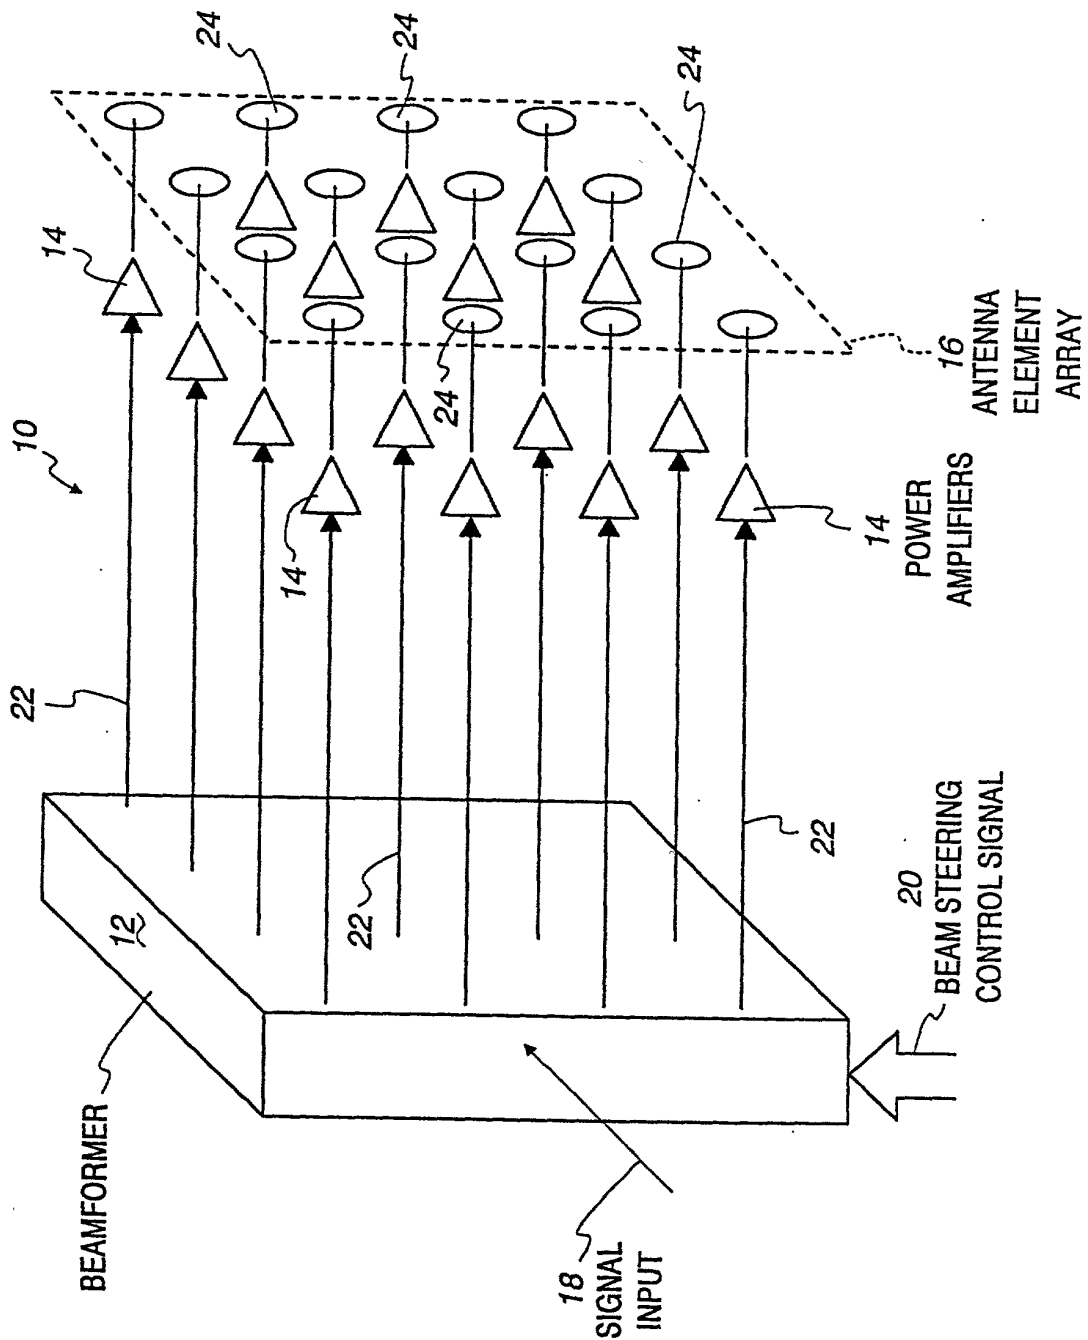 10
BEAMFORMER
12
22
14
24
24
24
22
14
24
18
SIGNAL
INPUT
20
BEAM STEERING
CONTROL SIGNAL
22
14
POWER
AMPLIFIERS
16
ANTENNA
ELEMENT
ARRAY